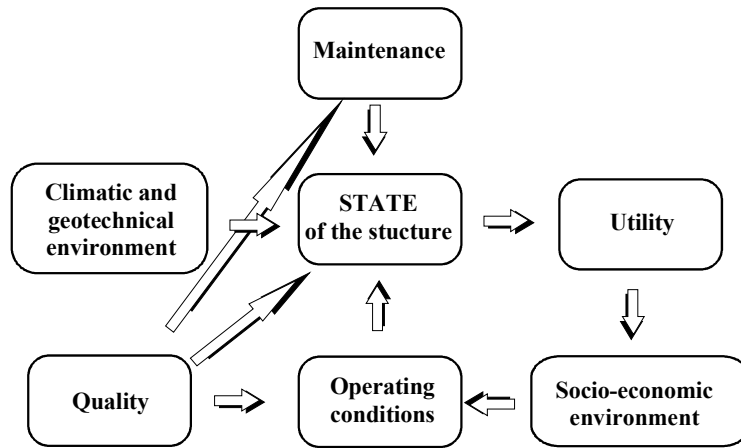 Maintenance
Climatic and
geotechnical
environment
STATE
of the stucture
Utility
Quality
Operating
conditions
Socio-economic
environment